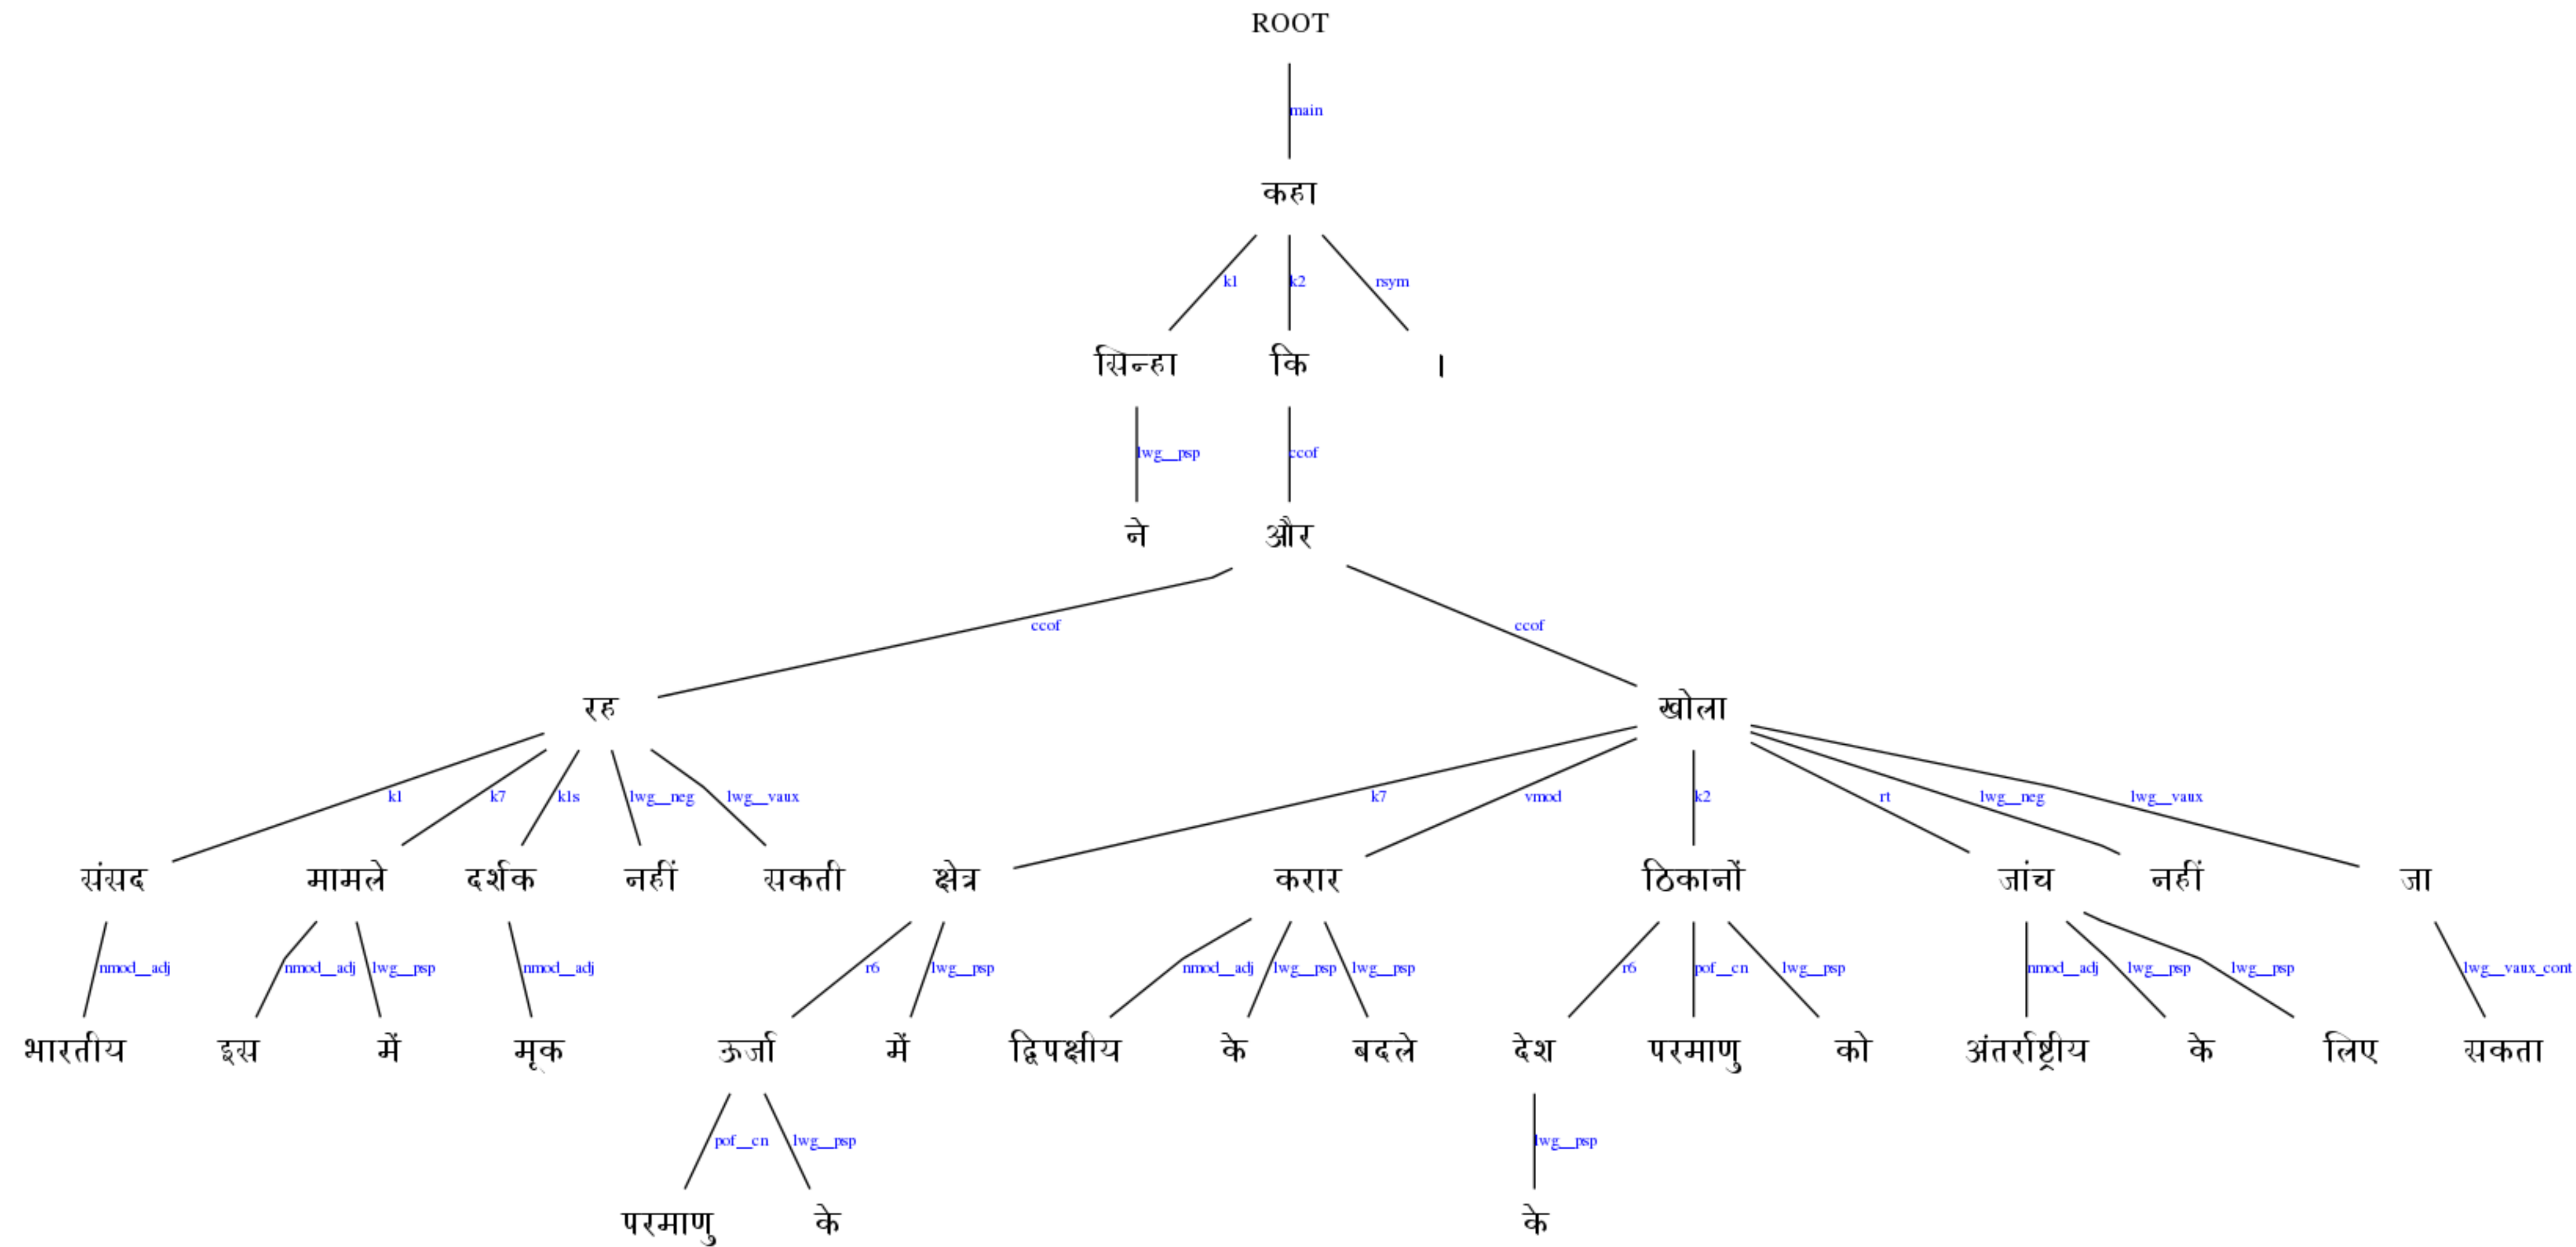 ROOT
main
कहा
k1 k2 rsym
सिन्हा कि ।
lwg__psp ccof
ने और
ccof ccof
रह खोला
k1 k7 k1s lwg__neg lwg__vaux k7 vmod k2 rt lwg__neg lwg__vaux
संसद मामले दर्शक नहीं सकती क्षेत्र करार ठिकानों जांच नहीं जा
nmod__adj nmod__adj lwg__psp nmod__adj r6 lwg__psp nmod__adj lwg__psp lwg__psp r6 pof__cn lwg__psp nmod__adj lwg__psp lwg__psp lwg__vaux_cont
भारतीय इस में मूक ऊर्जा में द्विपक्षीय के बदले देश परमाणु को अंतर्राष्ट्रीय के लिए सकता
pof__cn lwg__psp lwg__psp
परमाणु के के